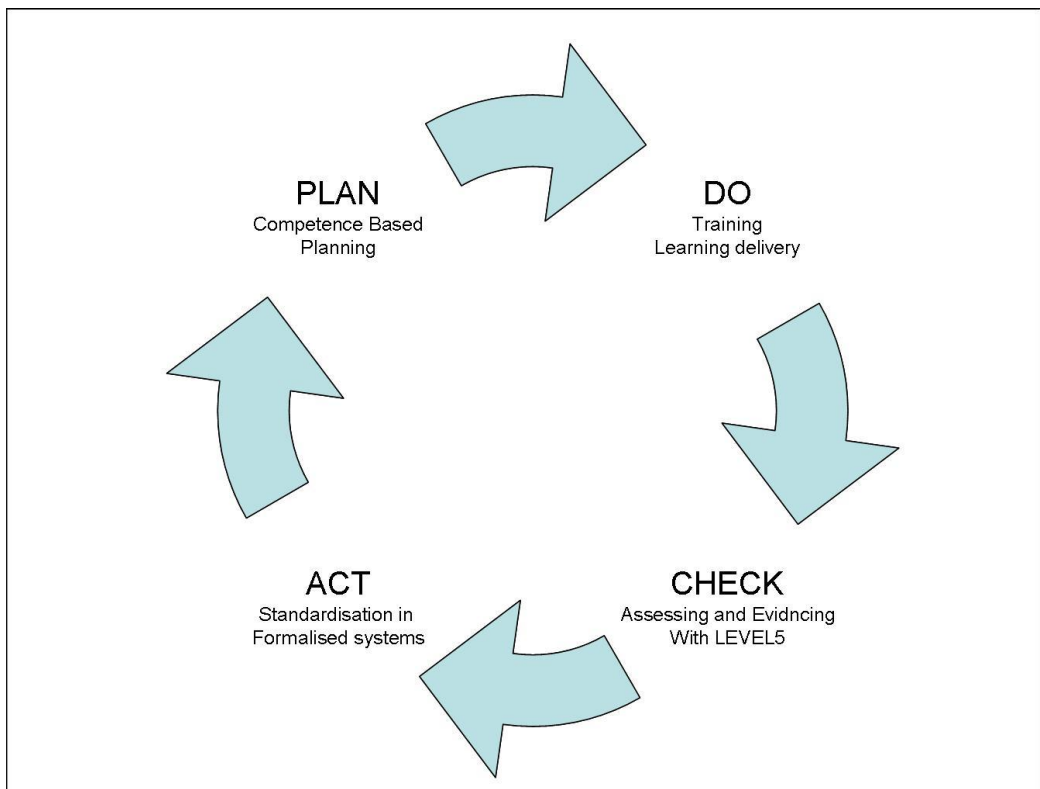 PLAN
Competence Based
Planning
DO
Training
Learning delivery
ACT
Standardisation in
Formalised systems
CHECK
Assessing and Evidncing
With LEVEL5